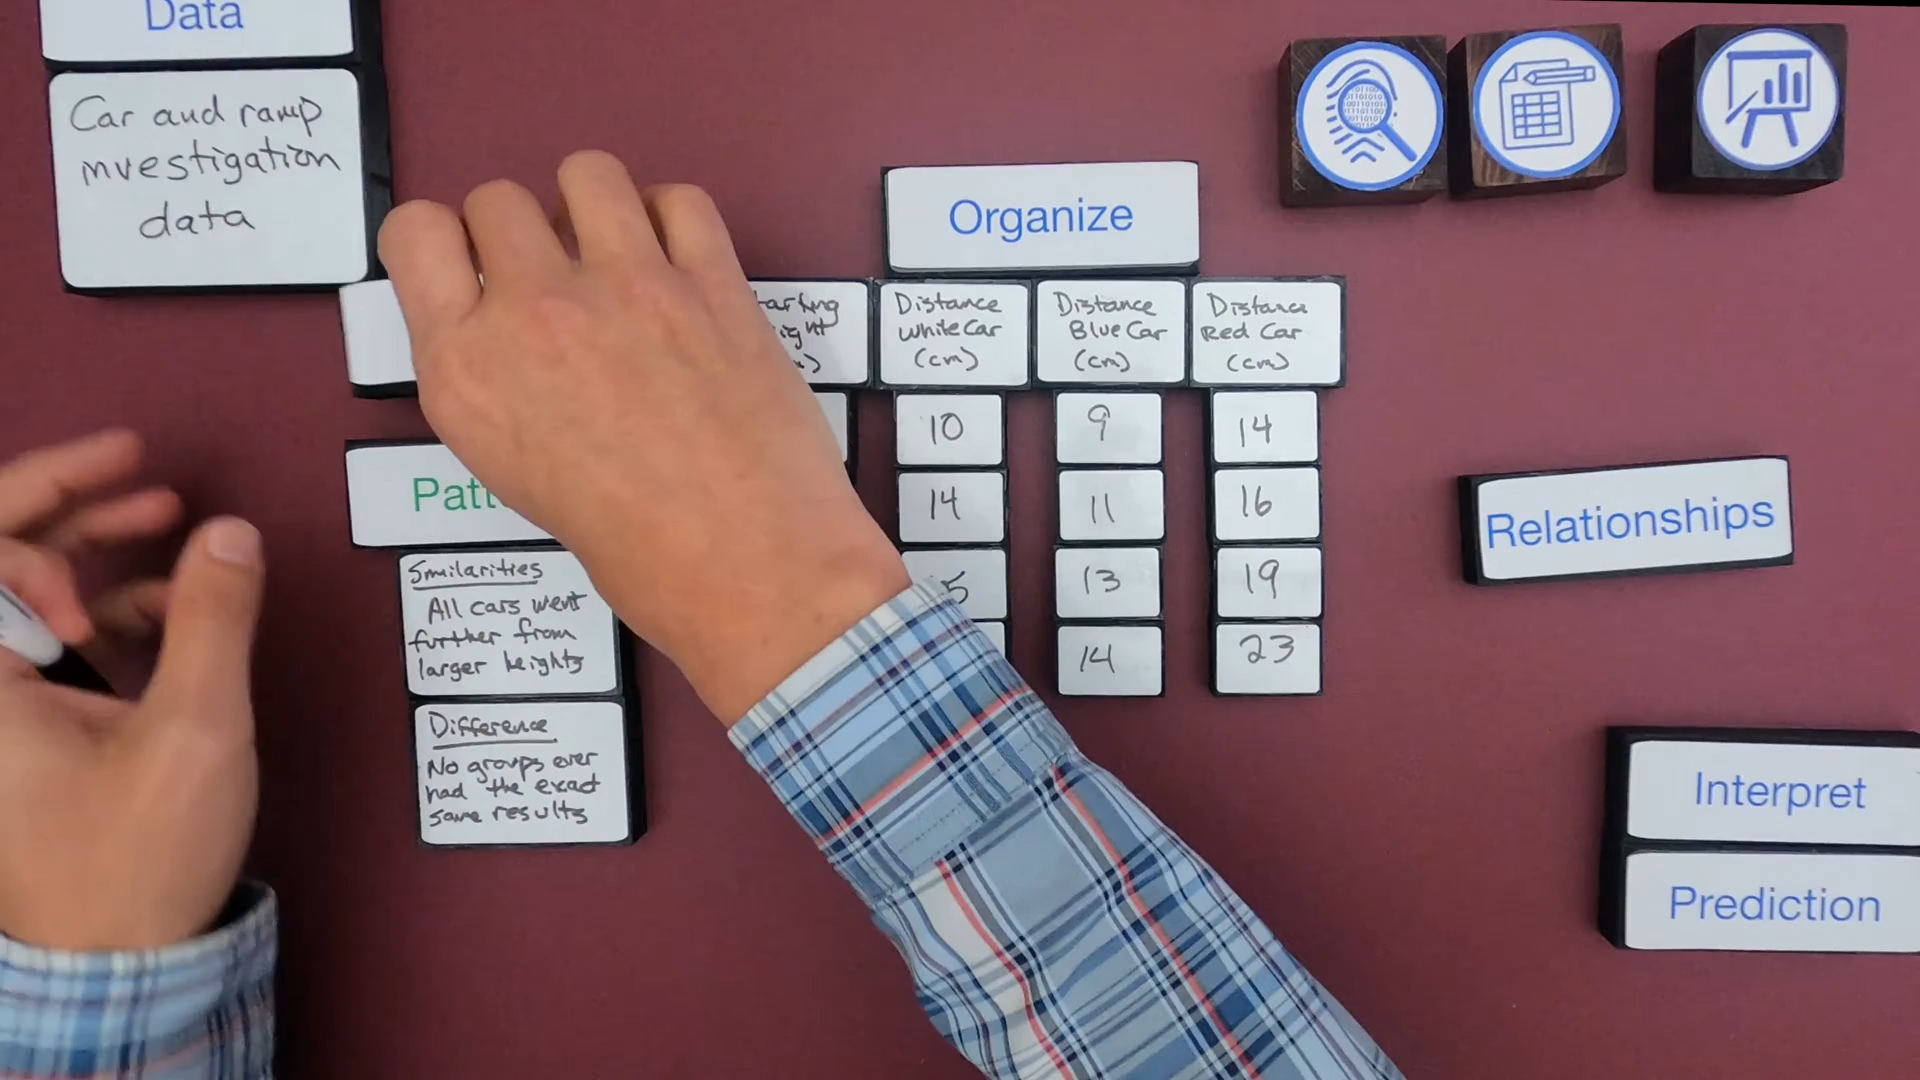 Data
Car and ramp
investigation
data
Organize
Distance
White Car
(cm)
Distance
Blue Car
(cm)
Distance
Red Car
(cm)
10
9
14
14
11
16
13
19
14
23
Similarities
All cars went
further from
larger heights
Difference
No groups ever
had the exact
same results
Relationships
Interpret
Prediction